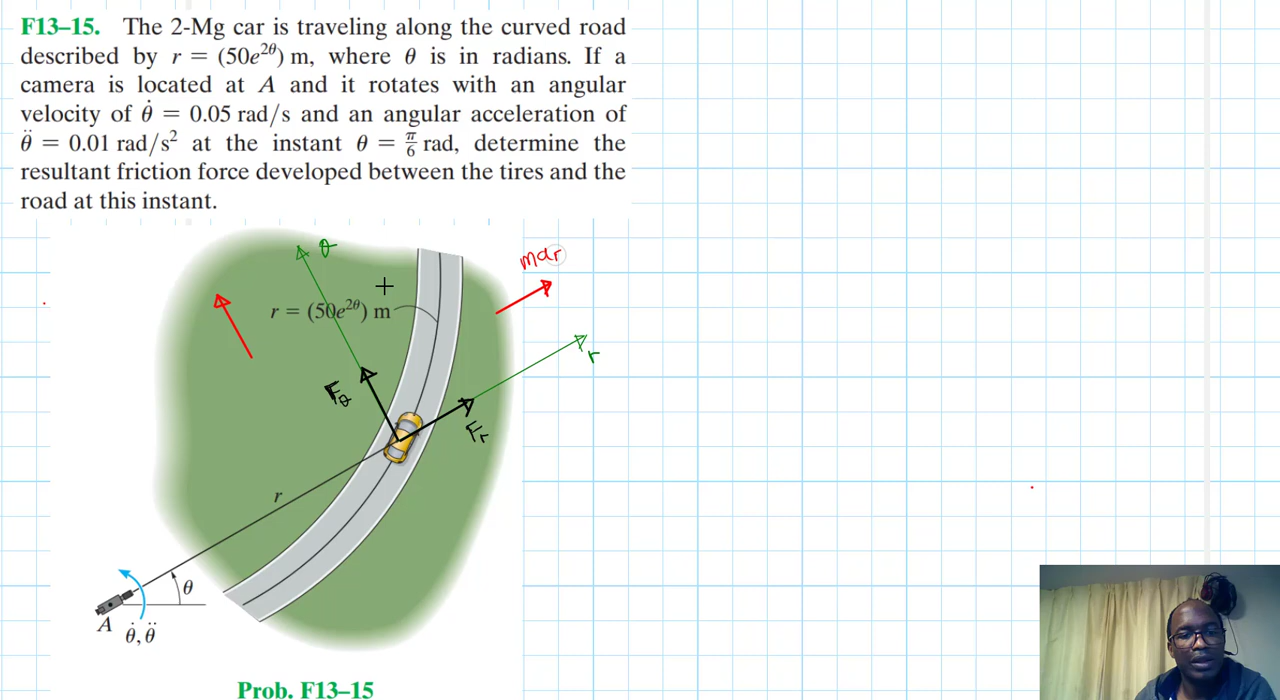 F13–15. The 2-Mg car is traveling along the curved road
described by r = (50e^{2θ}) m, where θ is in radians. If a
camera is located at A and it rotates with an angular
velocity of θ̇ = 0.05 rad/s and an angular acceleration of
θ̈ = 0.01 rad/s² at the instant θ = π/6 rad, determine the
resultant friction force developed between the tires and the
road at this instant.
θ
mar
r = (50e^{2θ}) m
r
Fθ
Fr
r
θ
A
θ̇, θ̈
Prob. F13–15